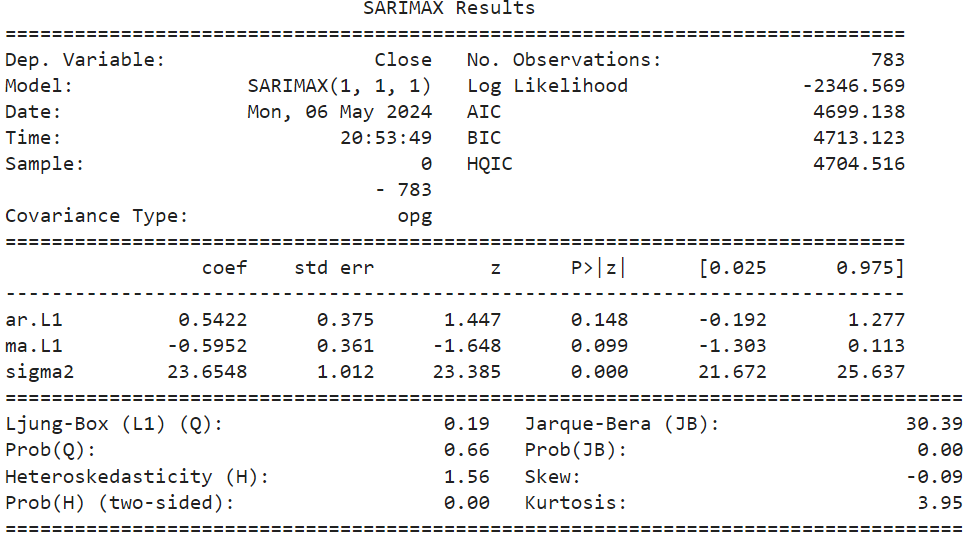 SARIMAX Results
==============================================================================
Dep. Variable:                  Close   No. Observations:                  783
Model:               SARIMAX(1, 1, 1)   Log Likelihood               -2346.569
Date:                Mon, 06 May 2024   AIC                           4699.138
Time:                        20:53:49   BIC                           4713.123
Sample:                             0   HQIC                          4704.516
                                - 783
Covariance Type:                  opg
==============================================================================
                 coef    std err          z      P>|z|      [0.025      0.975]
------------------------------------------------------------------------------
ar.L1          0.5422      0.375      1.447      0.148      -0.192       1.277
ma.L1         -0.5952      0.361     -1.648      0.099      -1.303       0.113
sigma2        23.6548      1.012     23.385      0.000      21.672      25.637
===================================================================================
Ljung-Box (L1) (Q):                   0.19   Jarque-Bera (JB):                30.39
Prob(Q):                              0.66   Prob(JB):                         0.00
Heteroskedasticity (H):               1.56   Skew:                            -0.09
Prob(H) (two-sided):                  0.00   Kurtosis:                         3.95
===================================================================================